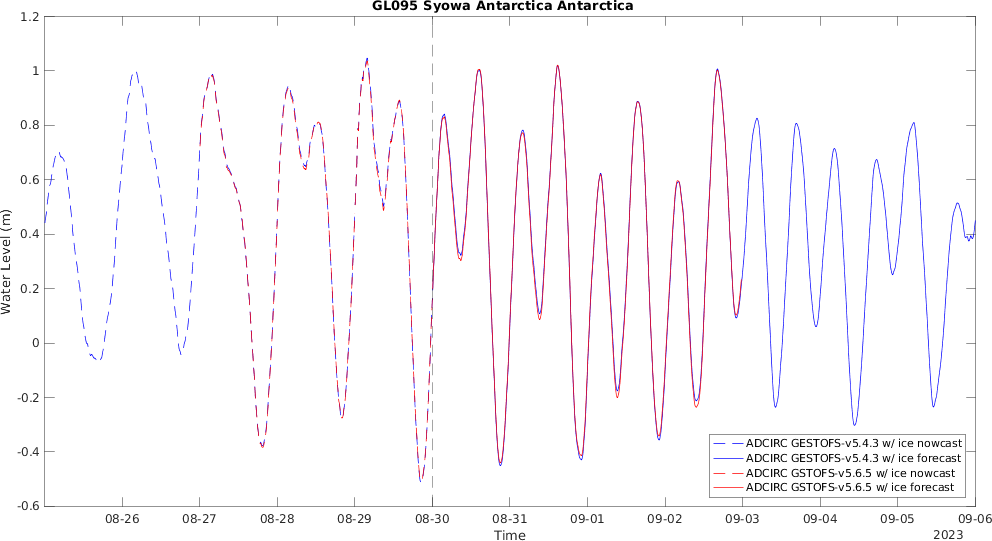 GL095 Syowa Antarctica Antarctica
1.2
1
0.8
0.6
0.4
0.2
0
-0.2
-0.4
-0.6
Water Level (m)
08-26 08-27 08-28 08-29 08-30 08-31 09-01 09-02 09-03 09-04 09-05 09-06
Time
2023
ADCIRC GESTOFS-v5.4.3 w/ ice nowcast
ADCIRC GESTOFS-v5.4.3 w/ ice forecast
ADCIRC GSTOFS-v5.6.5 w/ ice nowcast
ADCIRC GSTOFS-v5.6.5 w/ ice forecast